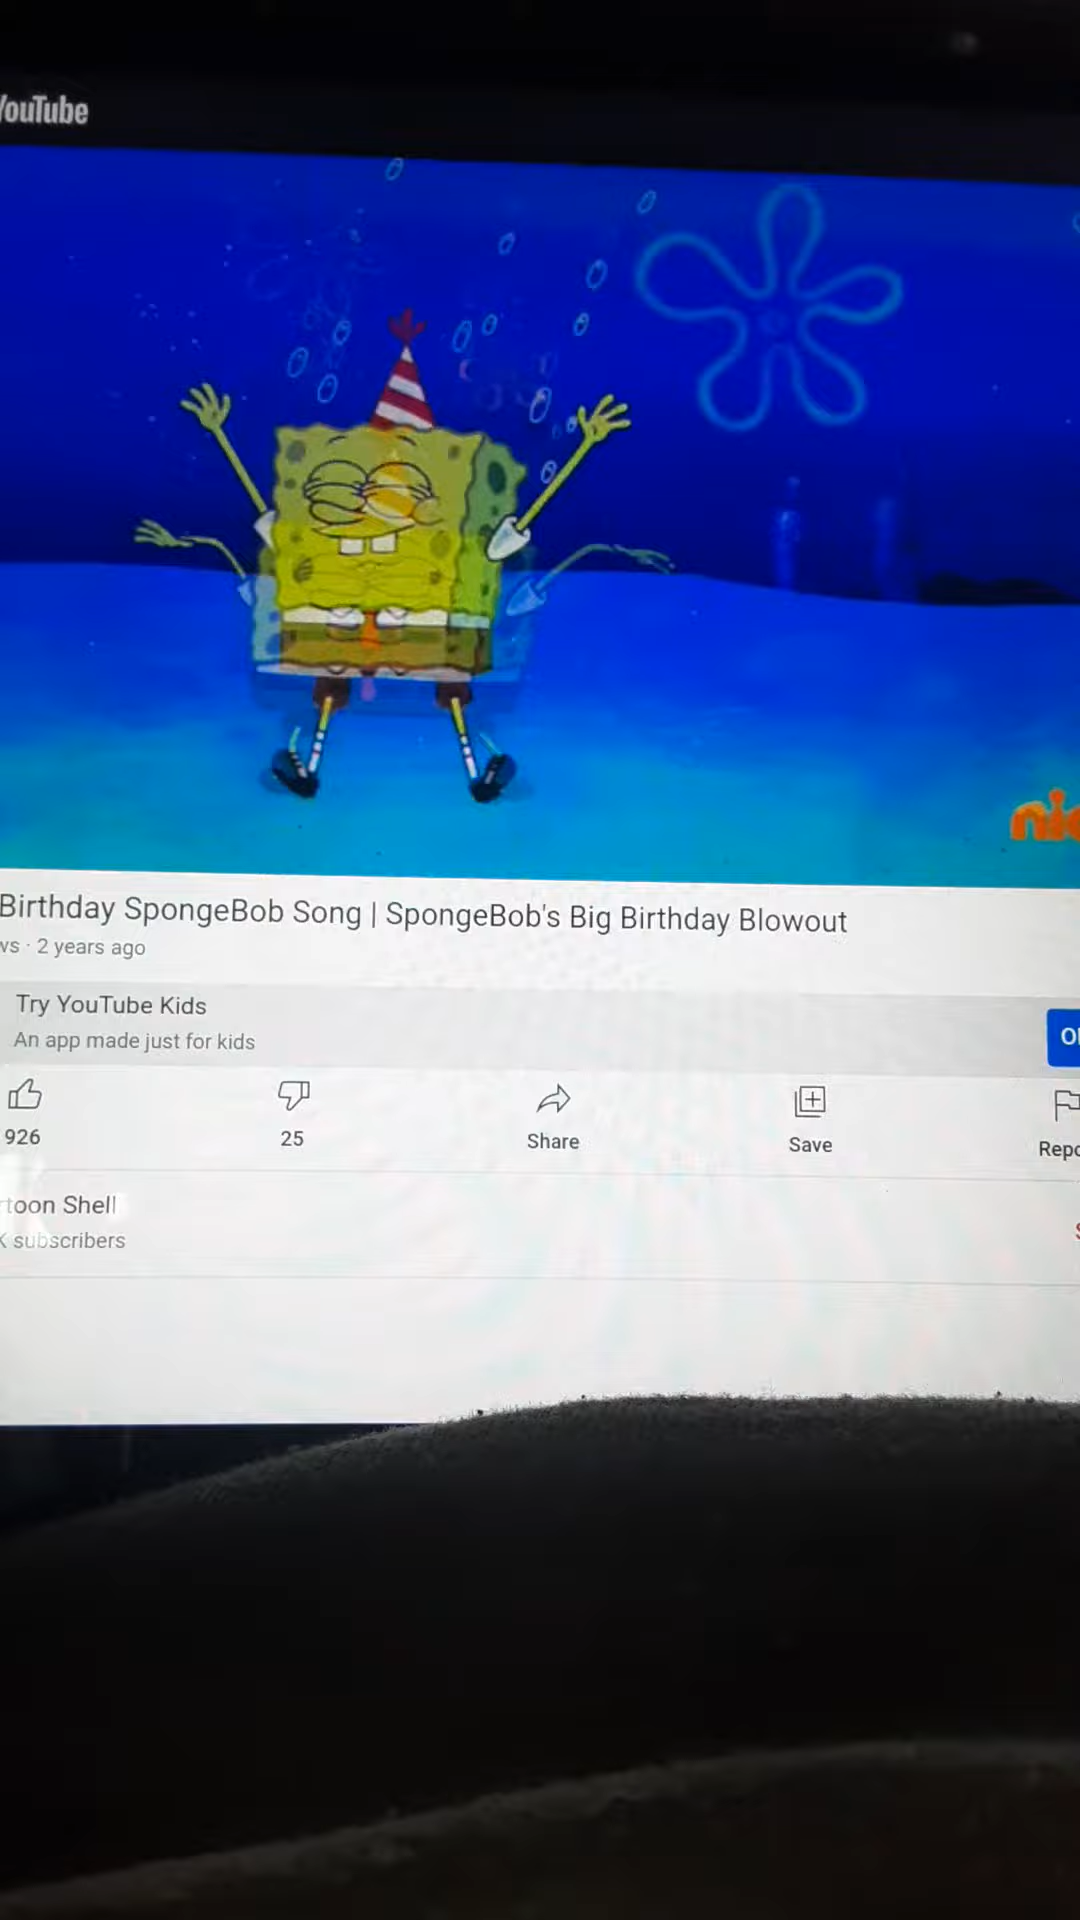 YouTube
nic
Birthday SpongeBob Song | SpongeBob's Big Birthday Blowout
ws · 2 years ago
Try YouTube Kids
An app made just for kids
926
25
Share
Save
toon Shell
K subscribers